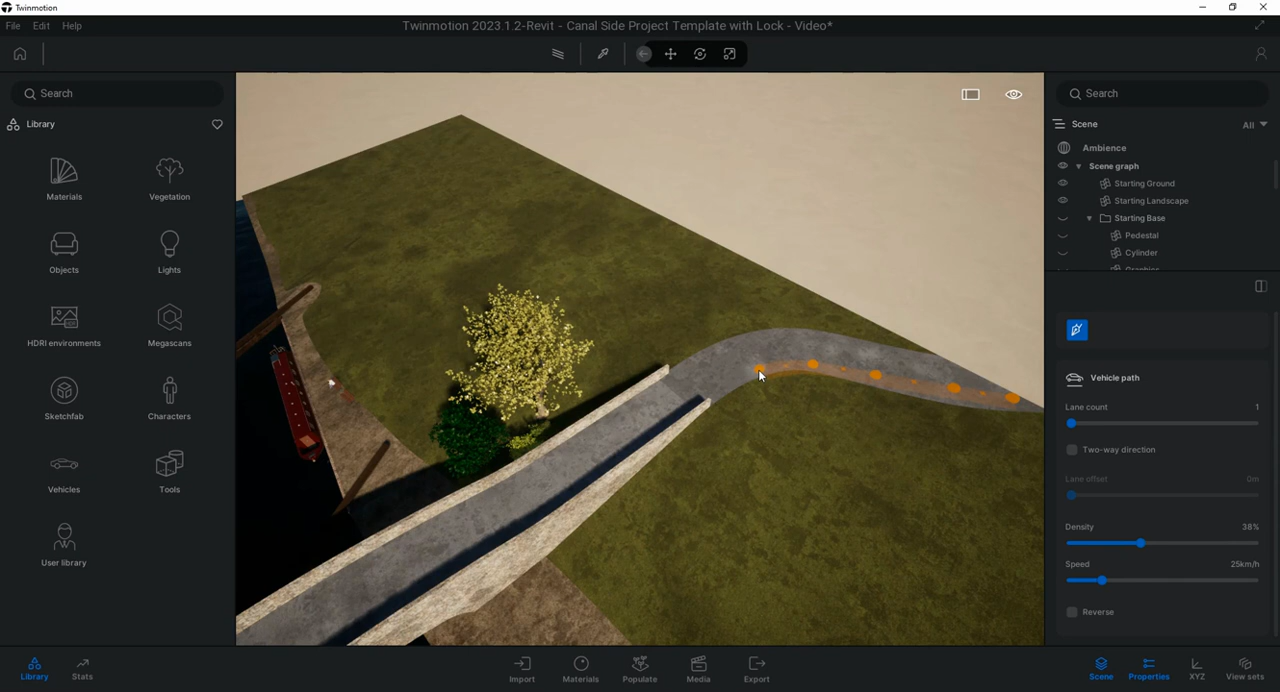 Twinmotion
File Edit Help
Twinmotion 2023.1.2-Revit - Canal Side Project Template with Lock - Video*
Search
Library
Materials
Vegetation
Objects
Lights
HDRI environments
Megascans
Sketchfab
Characters
Vehicles
Tools
User library
Search
Scene
All
Ambience
Scene graph
Starting Ground
Starting Landscape
Starting Base
Pedestal
Cylinder
Graphics
Vehicle path
Lane count 1
Two-way direction
Lane offset 0m
Density 38%
Speed 25km/h
Reverse
Library
Stats
Import
Materials
Populate
Media
Export
Scene
Properties
XYZ
View sets